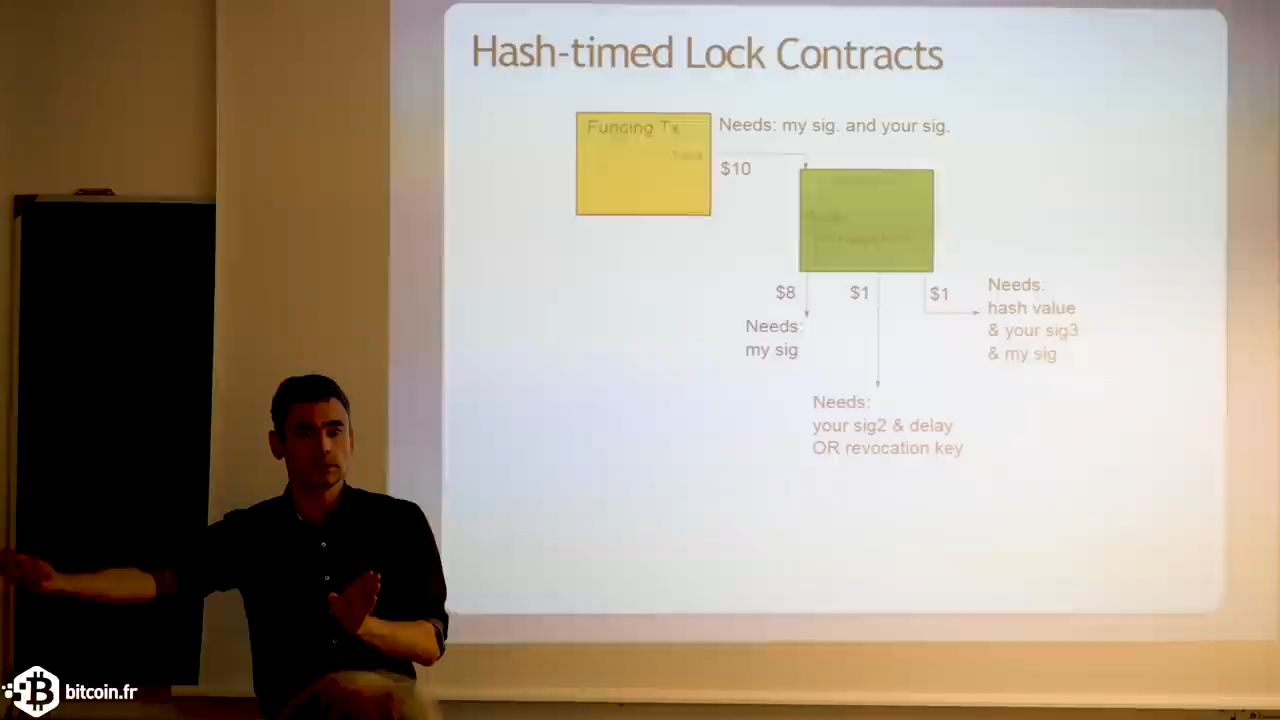 Hash-timed Lock Contracts
Funding Tx
Needs: my sig. and your sig.
$10
$8
$1
$1
Needs:
my sig
Needs:
hash value
& your sig3
& my sig
Needs:
your sig2 & delay
OR revocation key
bitcoin.fr